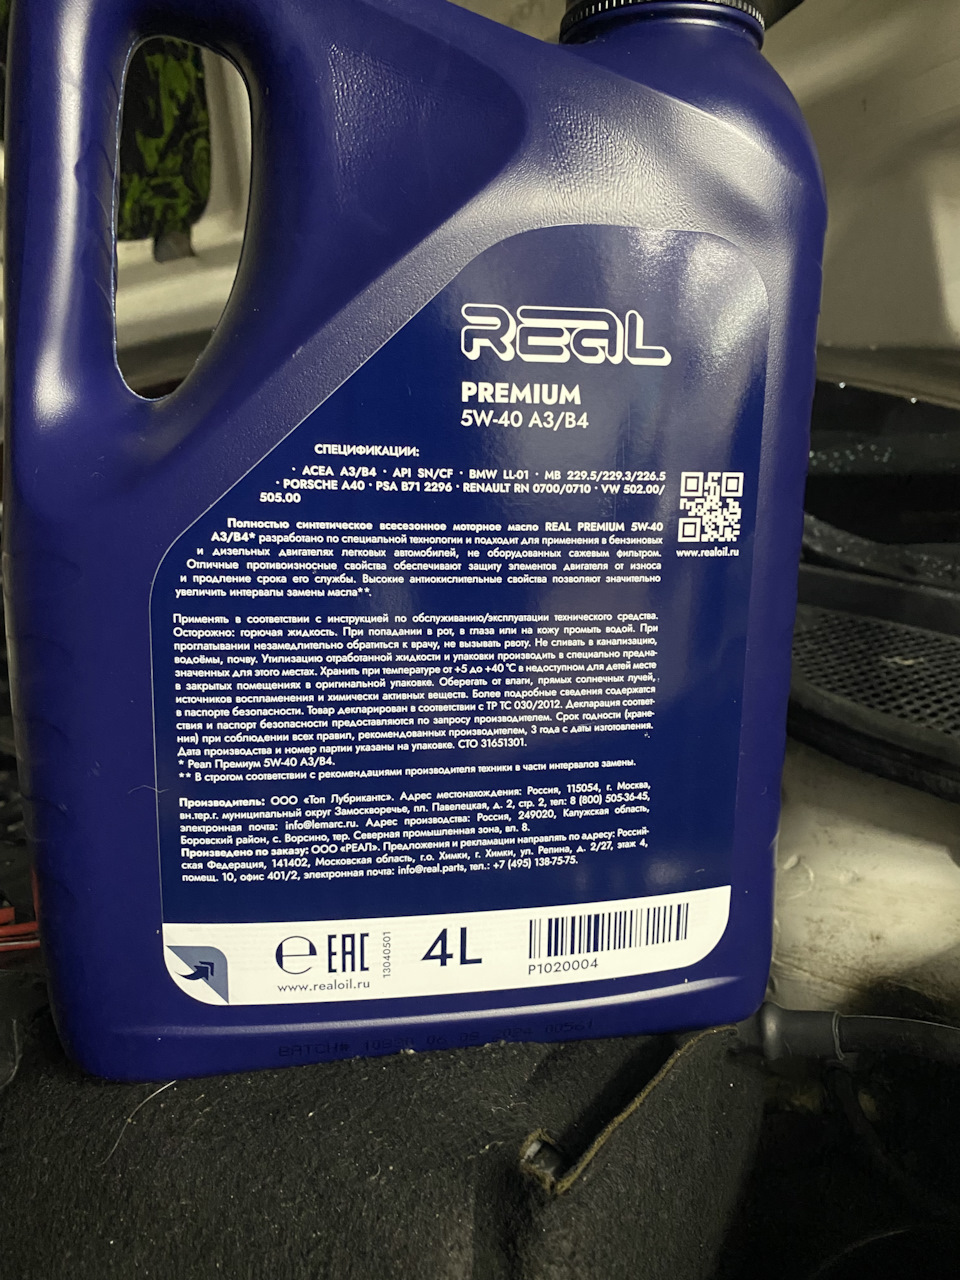 REAL
PREMIUM
5W-40 A3/B4
СПЕЦИФИКАЦИИ:
· ACEA A3/B4 · API SN/CF · BMW LL-01 · MB 229.5/229.3/226.5
· PORSCHE A40 · PSA B71 2296 · RENAULT RN 0700/0710 · VW 502.00/
505.00
www.realoil.ru
Полностью синтетическое всесезонное моторное масло REAL PREMIUM 5W-40
A3/B4* разработано по специальной технологии и подходит для применения в бензиновых
и дизельных двигателях легковых автомобилей, не оборудованных сажевым фильтром.
Отличные противоизносные свойства обеспечивают защиту элементов двигателя от износа
и продление срока его службы. Высокие антиокислительные свойства позволяют значительно
увеличить интервалы замены масла**.
Применять в соответствии с инструкцией по обслуживанию/эксплуатации технического средства.
Осторожно: горючая жидкость. При попадании в рот, в глаза или на кожу промыть водой. При
проглатывании незамедлительно обратиться к врачу, не вызывать рвоту. Не сливать в канализацию,
водоёмы, почву. Утилизацию отработанной жидкости и упаковки производить в специально предна-
значенных для этого местах. Хранить при температуре от +5 до +40 °C в недоступном для детей месте
в закрытых помещениях в оригинальной упаковке. Оберегать от влаги, прямых солнечных лучей,
источников воспламенения и химически активных веществ. Более подробные сведения содержатся
в паспорте безопасности. Товар декларирован в соответствии с ТР ТС 030/2012. Декларация соответ-
ствия и паспорт безопасности предоставляются по запросу производителем. Срок годности (хране-
ния) при соблюдении всех правил, рекомендованных производителем, 3 года с даты изготовления.
Дата производства и номер партии указаны на упаковке. СТО 31651301.
* Реал Премиум 5W-40 A3/B4.
** В строгом соответствии с рекомендациями производителя техники в части интервалов замены.
Производитель: ООО «Топ Лубрикантс». Адрес местонахождения: Россия, 115054, г. Москва,
вн.тер.г. муниципальный округ Замоскворечье, пл. Павелецкая, д. 2, стр. 2, тел: 8 (800) 505-36-45,
электронная почта: info@lemarc.ru. Адрес производства: Россия, 249020, Калужская область,
Боровский район, с. Ворсино, тер. Северная промышленная зона, вл. 8.
Произведено по заказу: ООО «РЕАЛ». Предложения и рекламации направлять по адресу: Россий-
ская Федерация, 141402, Московская область, г.о. Химки, г. Химки, ул. Репина, д. 2/27, этаж 4,
помещ. 10, офис 401/2, электронная почта: info@real.parts, тел.: +7 (495) 138-75-75.
e EAC
13040501
4L
P1020004
www.realoil.ru
BATCH#